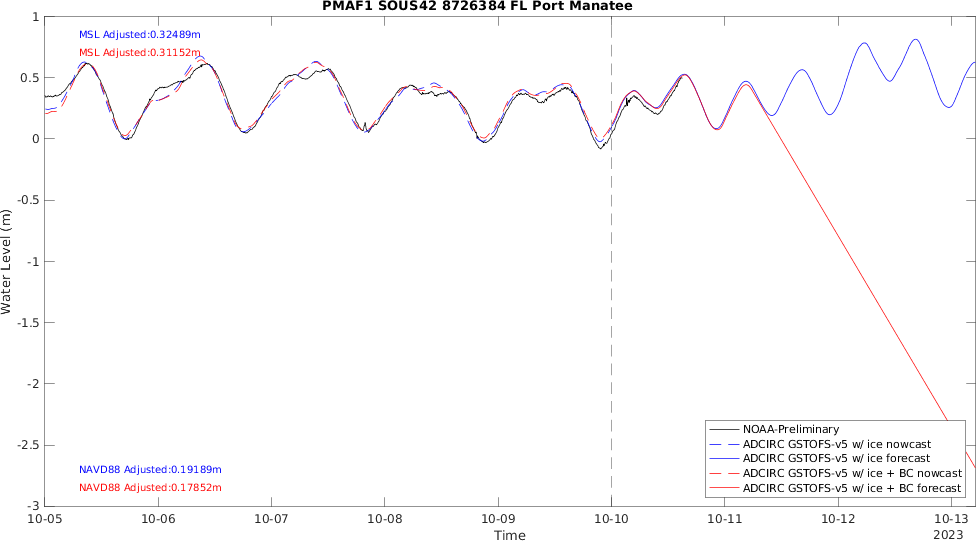 PMAF1 SOUS42 8726384 FL Port Manatee
MSL Adjusted:0.32489m
MSL Adjusted:0.31152m
1
0.5
0
-0.5
-1
-1.5
-2
-2.5
-3
Water Level (m)
NAVD88 Adjusted:0.19189m
NAVD88 Adjusted:0.17852m
NOAA-Preliminary
ADCIRC GSTOFS-v5 w/ ice nowcast
ADCIRC GSTOFS-v5 w/ ice forecast
ADCIRC GSTOFS-v5 w/ ice + BC nowcast
ADCIRC GSTOFS-v5 w/ ice + BC forecast
10-05 10-06 10-07 10-08 10-09 10-10 10-11 10-12 10-13
Time
2023